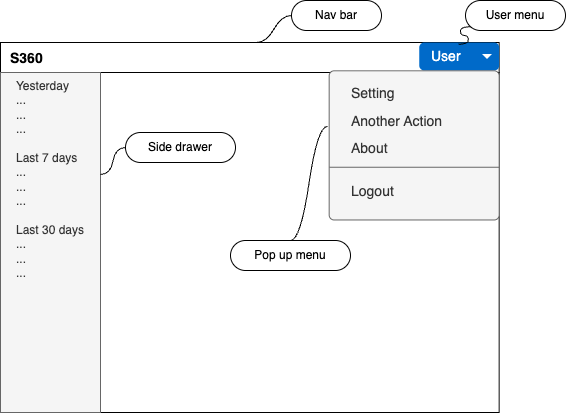 Nav bar
User menu
S360
User
Yesterday
...
...
...
Last 7 days
...
...
...
Last 30 days
...
...
...
Side drawer
Setting
Another Action
About
Logout
Pop up menu